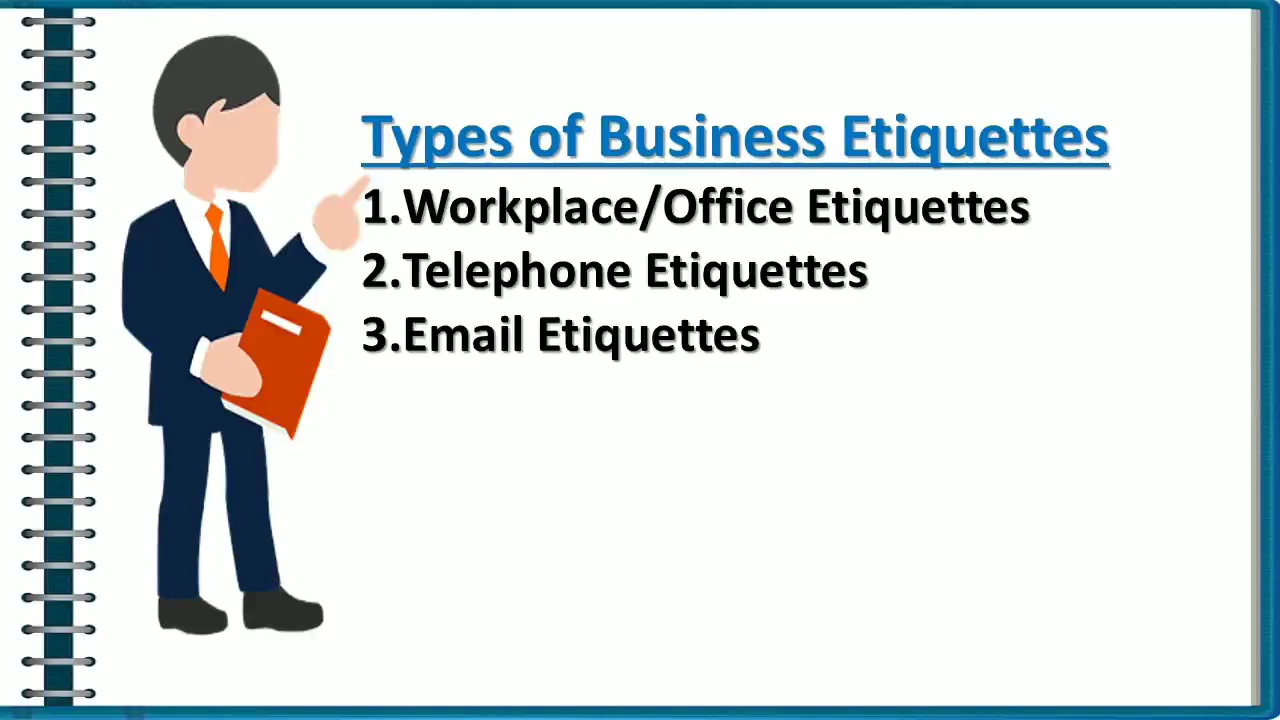 Types of Business Etiquettes
1.Workplace/Office Etiquettes
2.Telephone Etiquettes
3.Email Etiquettes